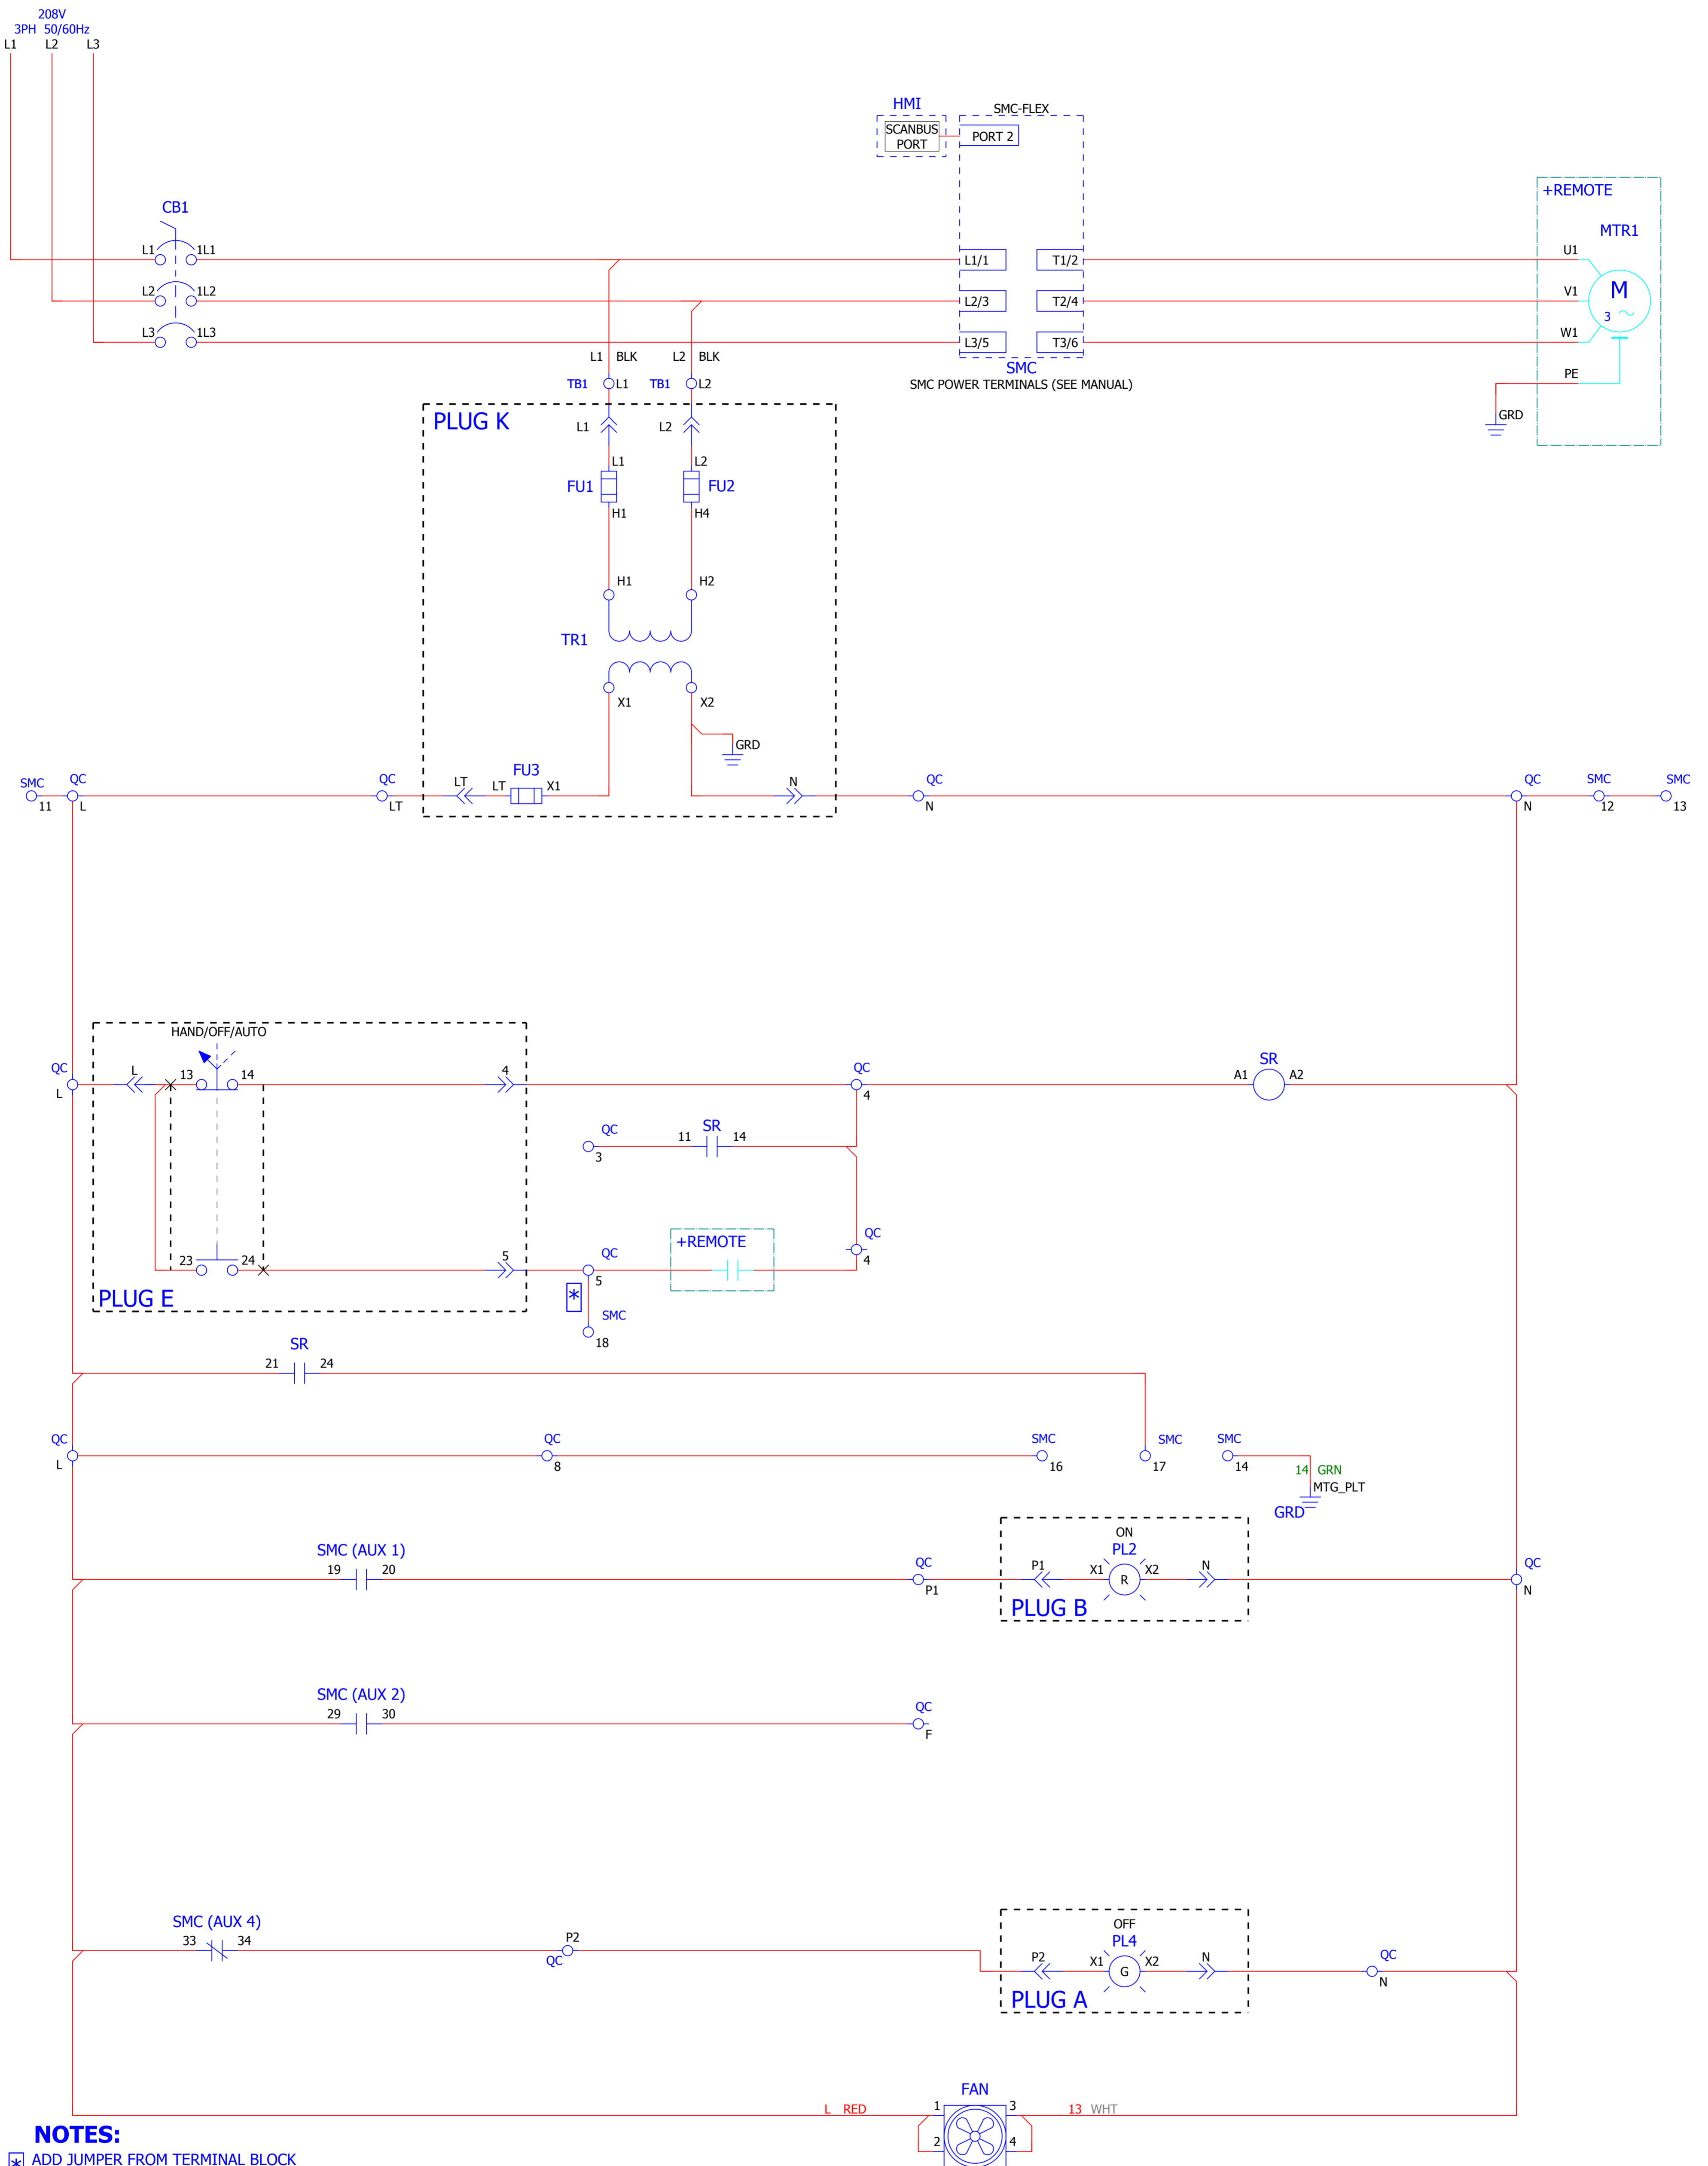 208V
3PH 50/60Hz
L1 L2 L3
HMI
SMC-FLEX
SCANBUS
PORT
PORT 2
+REMOTE
CB1
MTR1
L1 1L1
L1/1 T1/2
U1
L2 1L2
L2/3 T2/4
V1
M
3
L3 1L3
L3/5 T3/6
W1
L1 BLK L2 BLK
SMC
SMC POWER TERMINALS (SEE MANUAL)
TB1 L1 TB1 L2
PE
GRD
PLUG K
L1 L2
L1 L2
FU1 FU2
H1 H4
H1 H2
TR1
X1 X2
GRD
SMC QC QC
LT LT FU3 X1
N QC
QC SMC SMC
11 L LT
N
N 12 13
HAND/OFF/AUTO
QC L 13 14 4 QC
SR
A1 A2
L 4
QC 11 SR 14
3
+REMOTE
QC
23 24 5 QC
4
PLUG E
5
*
SMC
18
SR
21 24
QC QC SMC SMC SMC
L 8 16 17 14
14 GRN
MTG_PLT
GRD
ON
SMC (AUX 1)
PL2
19 20 QC P1 X1 R X2 N QC
P1 N
PLUG B
SMC (AUX 2)
29 30 QC
F
SMC (AUX 4)
OFF
33 34 P2
QC
PL4
P2 X1 G X2 N QC
N
PLUG A
FAN
L RED 1 3 13 WHT
2 4
NOTES:
* ADD JUMPER FROM TERMINAL BLOCK